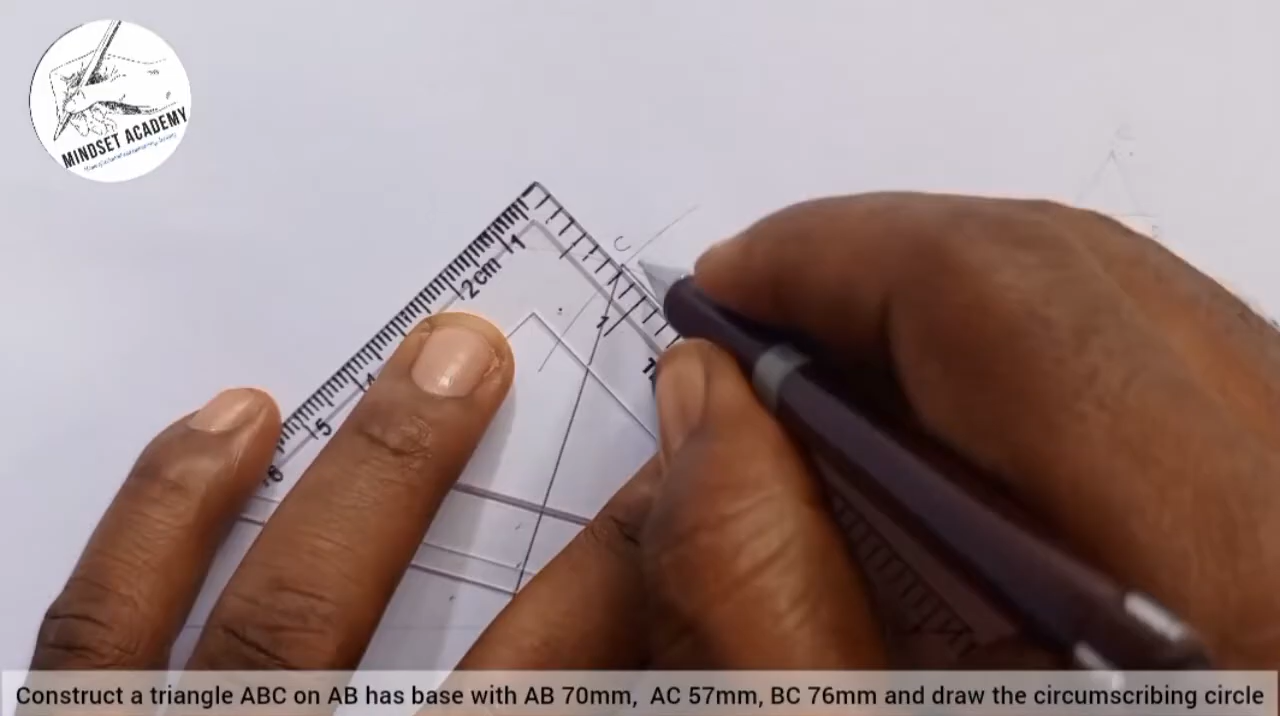 MINDSET ACADEMY
C
1
2cm
5
6
1
Construct a triangle ABC on AB has base with AB 70mm, AC 57mm, BC 76mm and draw the circumscribing circle